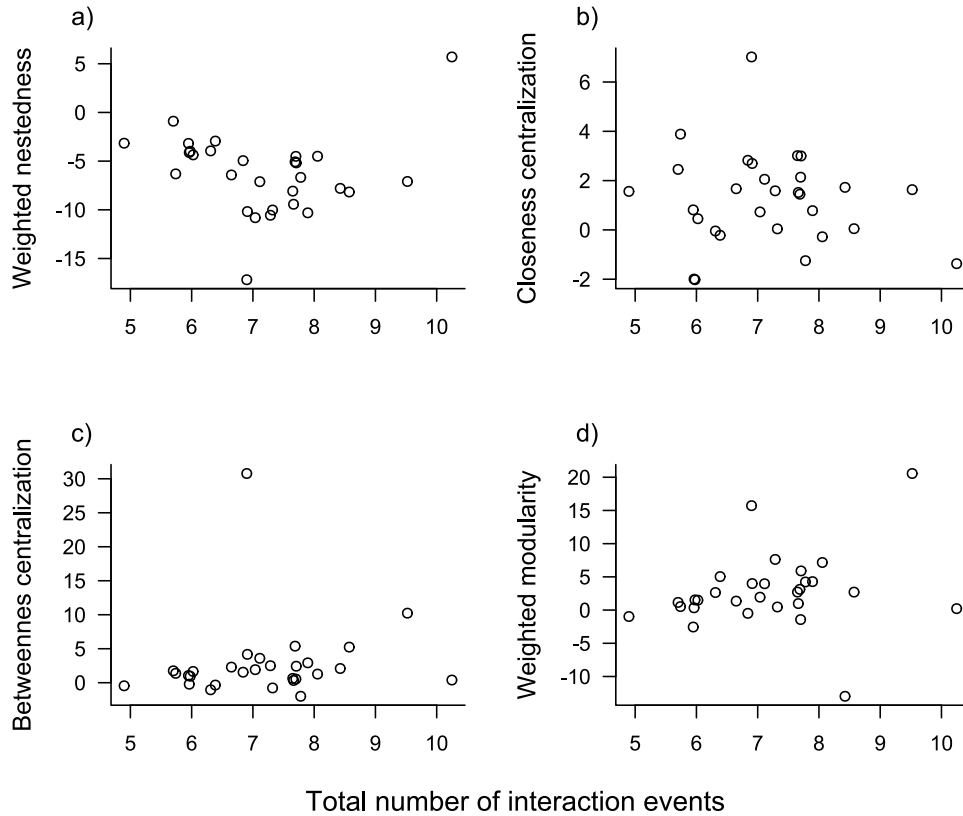 a)
Weighted nestedness
5
0
-5
-10
-15
5 6 7 8 9 10
b)
Closeness centralization
6
4
2
0
-2
5 6 7 8 9 10
c)
Betweennes centralization
30
25
20
15
10
5
0
5 6 7 8 9 10
d)
Weighted modularity
20
15
10
5
0
-5
-10
5 6 7 8 9 10
Total number of interaction events